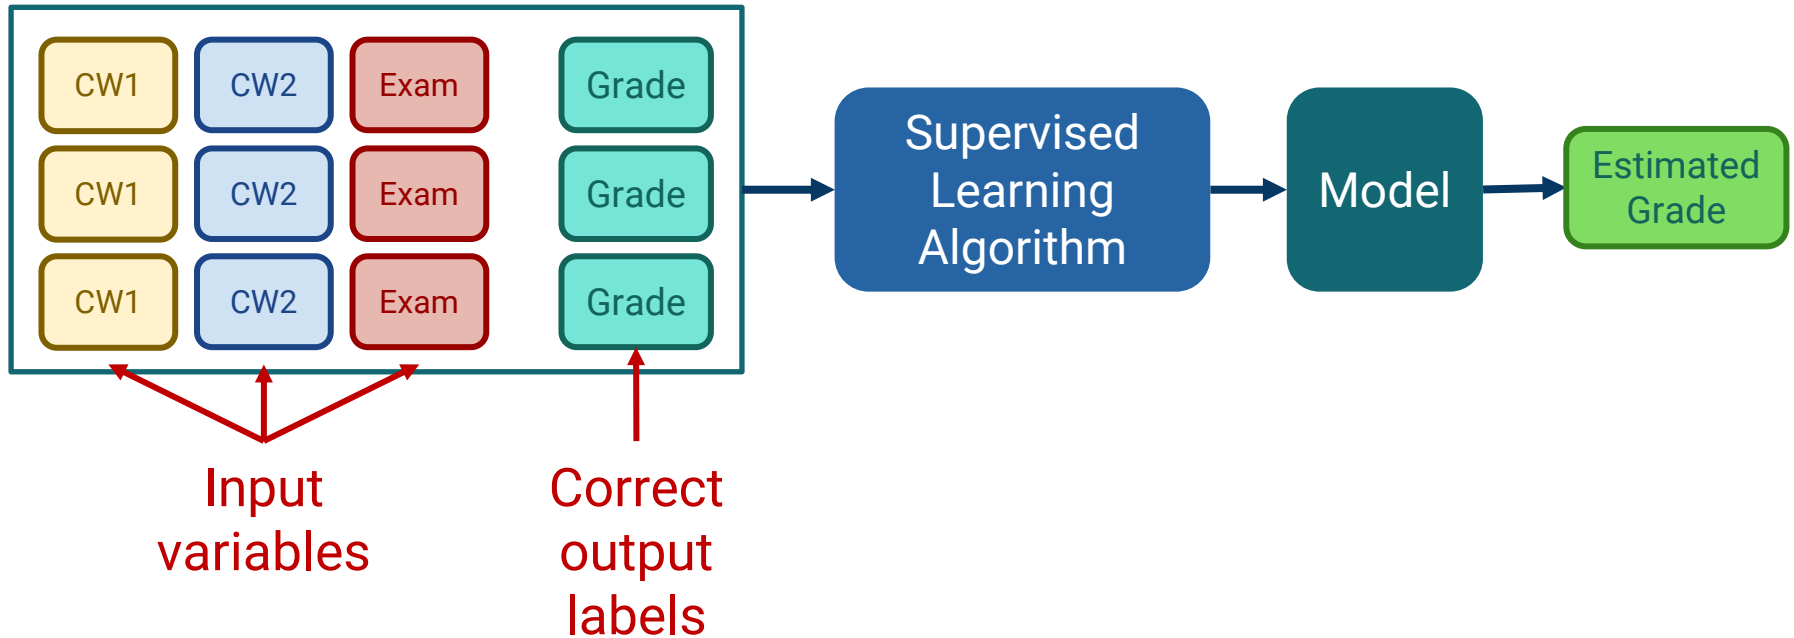 CW1 CW2 Exam Grade
CW1 CW2 Exam Grade
CW1 CW2 Exam Grade
Supervised
Learning
Algorithm
Model
Estimated
Grade
Input
variables
Correct
output
labels